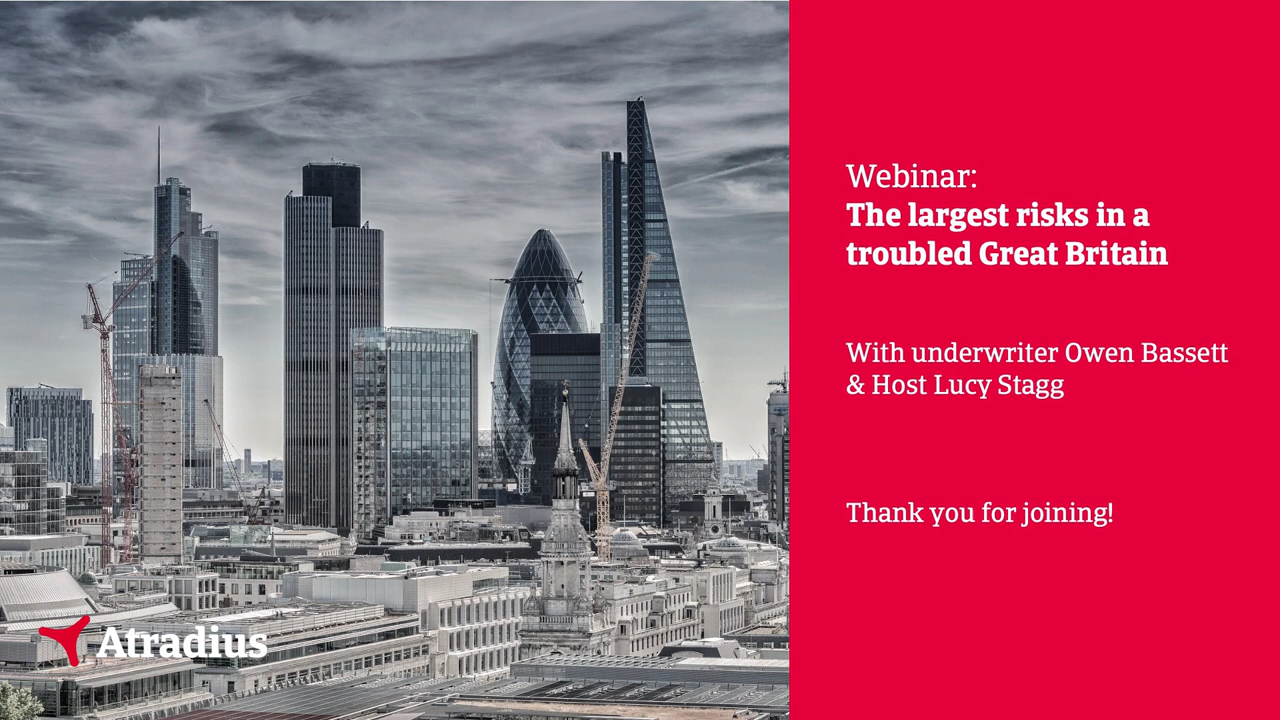 Webinar:
The largest risks in a
troubled Great Britain
With underwriter Owen Bassett
& Host Lucy Stagg
Thank you for joining!
Atradius